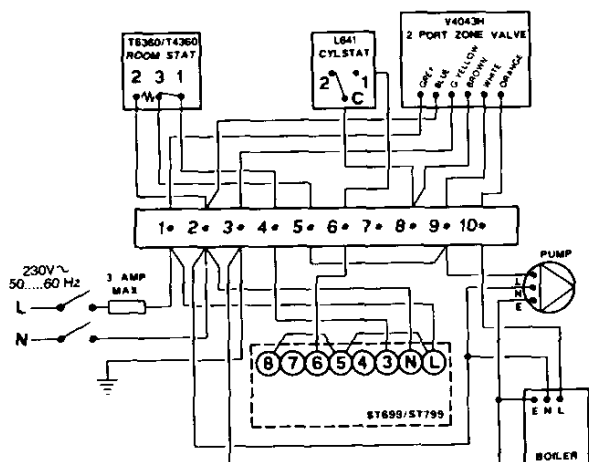 T6360/T4360
ROOM STAT
2 3 1
L641
CYLSTAT
2 1
C
V4043H
2 PORT ZONE VALVE
GREY
BLUE
G YELLOW
BROWN
WHITE
ORANGE
1 2 3 4 5 6 7 8 9 10
230V~
50.....60 Hz
3 AMP
MAX
L
N
PUMP
L
N
E
8 7 6 5 4 3 N L
ST699/ST799
E N L
BOILER